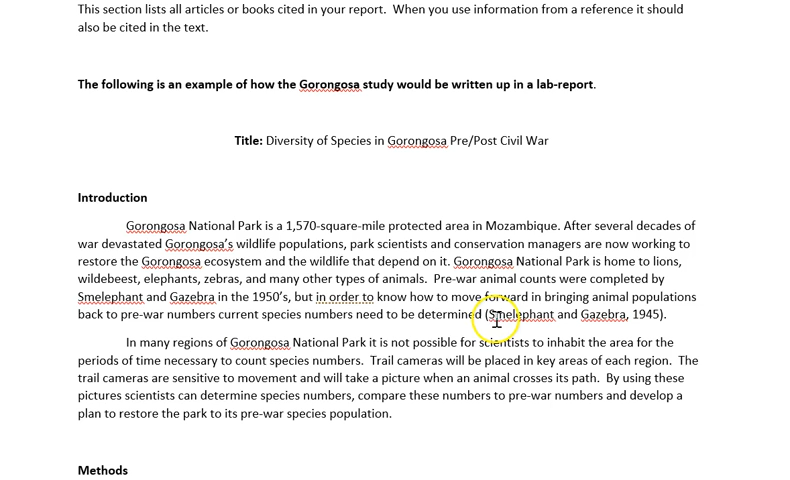 This section lists all articles or books cited in your report.  When you use information from a reference it should
also be cited in the text.
The following is an example of how the Gorongosa study would be written up in a lab-report.
Title: Diversity of Species in Gorongosa Pre/Post Civil War
Introduction
Gorongosa National Park is a 1,570-square-mile protected area in Mozambique. After several decades of
war devastated Gorongosa's wildlife populations, park scientists and conservation managers are now working to
restore the Gorongosa ecosystem and the wildlife that depend on it. Gorongosa National Park is home to lions,
wildebeest, elephants, zebras, and many other types of animals.  Pre-war animal counts were completed by
Smelephant and Gazebra in the 1950's, but in order to know how to move forward in bringing animal populations
back to pre-war numbers current species numbers need to be determined (Smelephant and Gazebra, 1945).
In many regions of Gorongosa National Park it is not possible for scientists to inhabit the area for the
periods of time necessary to count species numbers.  Trail cameras will be placed in key areas of each region.  The
trail cameras are sensitive to movement and will take a picture when an animal crosses its path.  By using these
pictures scientists can determine species numbers, compare these numbers to pre-war numbers and develop a
plan to restore the park to its pre-war species population.
Methods